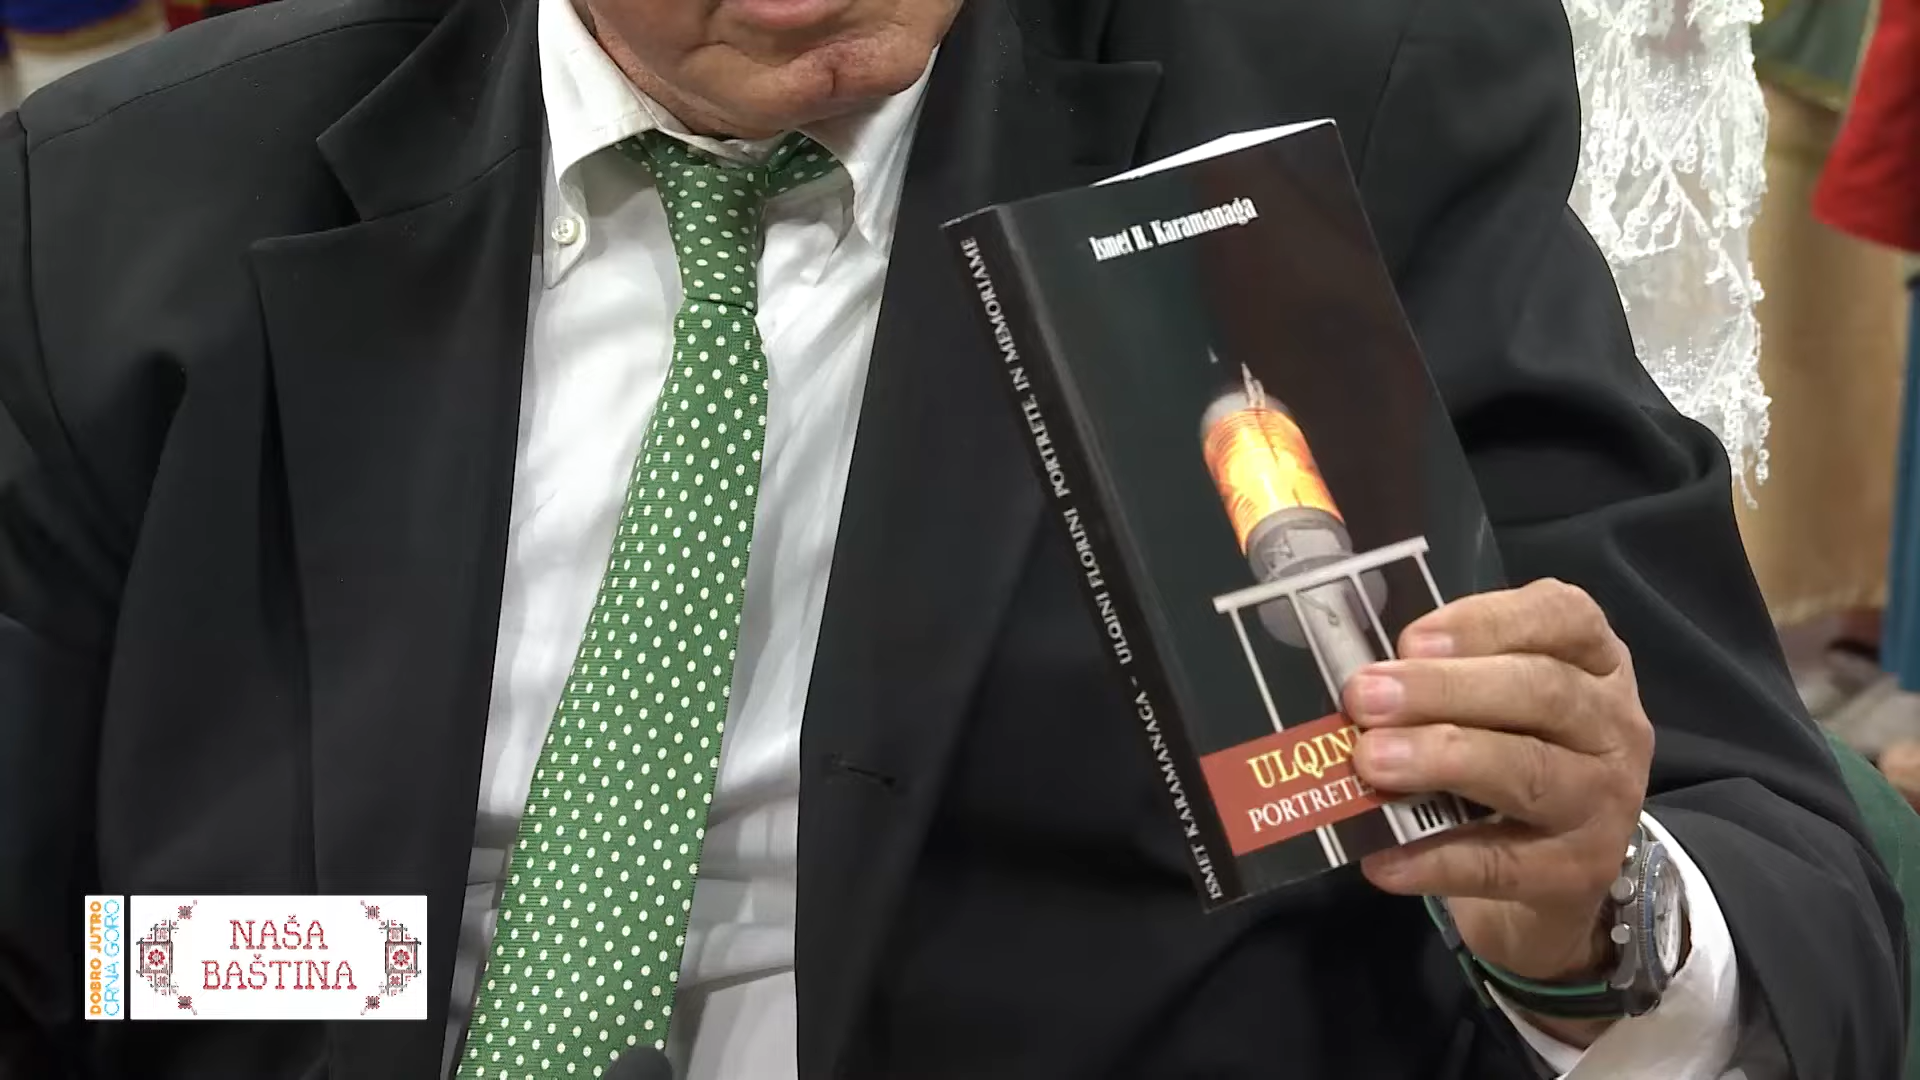 Ismet H. Karamanaga
ISMET KARAMANAGA - ULQINI FLORINI PORTRETE IN MEMORIAME
ULQINI
PORTRETE
DOBRO JUTRO
CRNA GORO
NAŠA
BAŠTINA